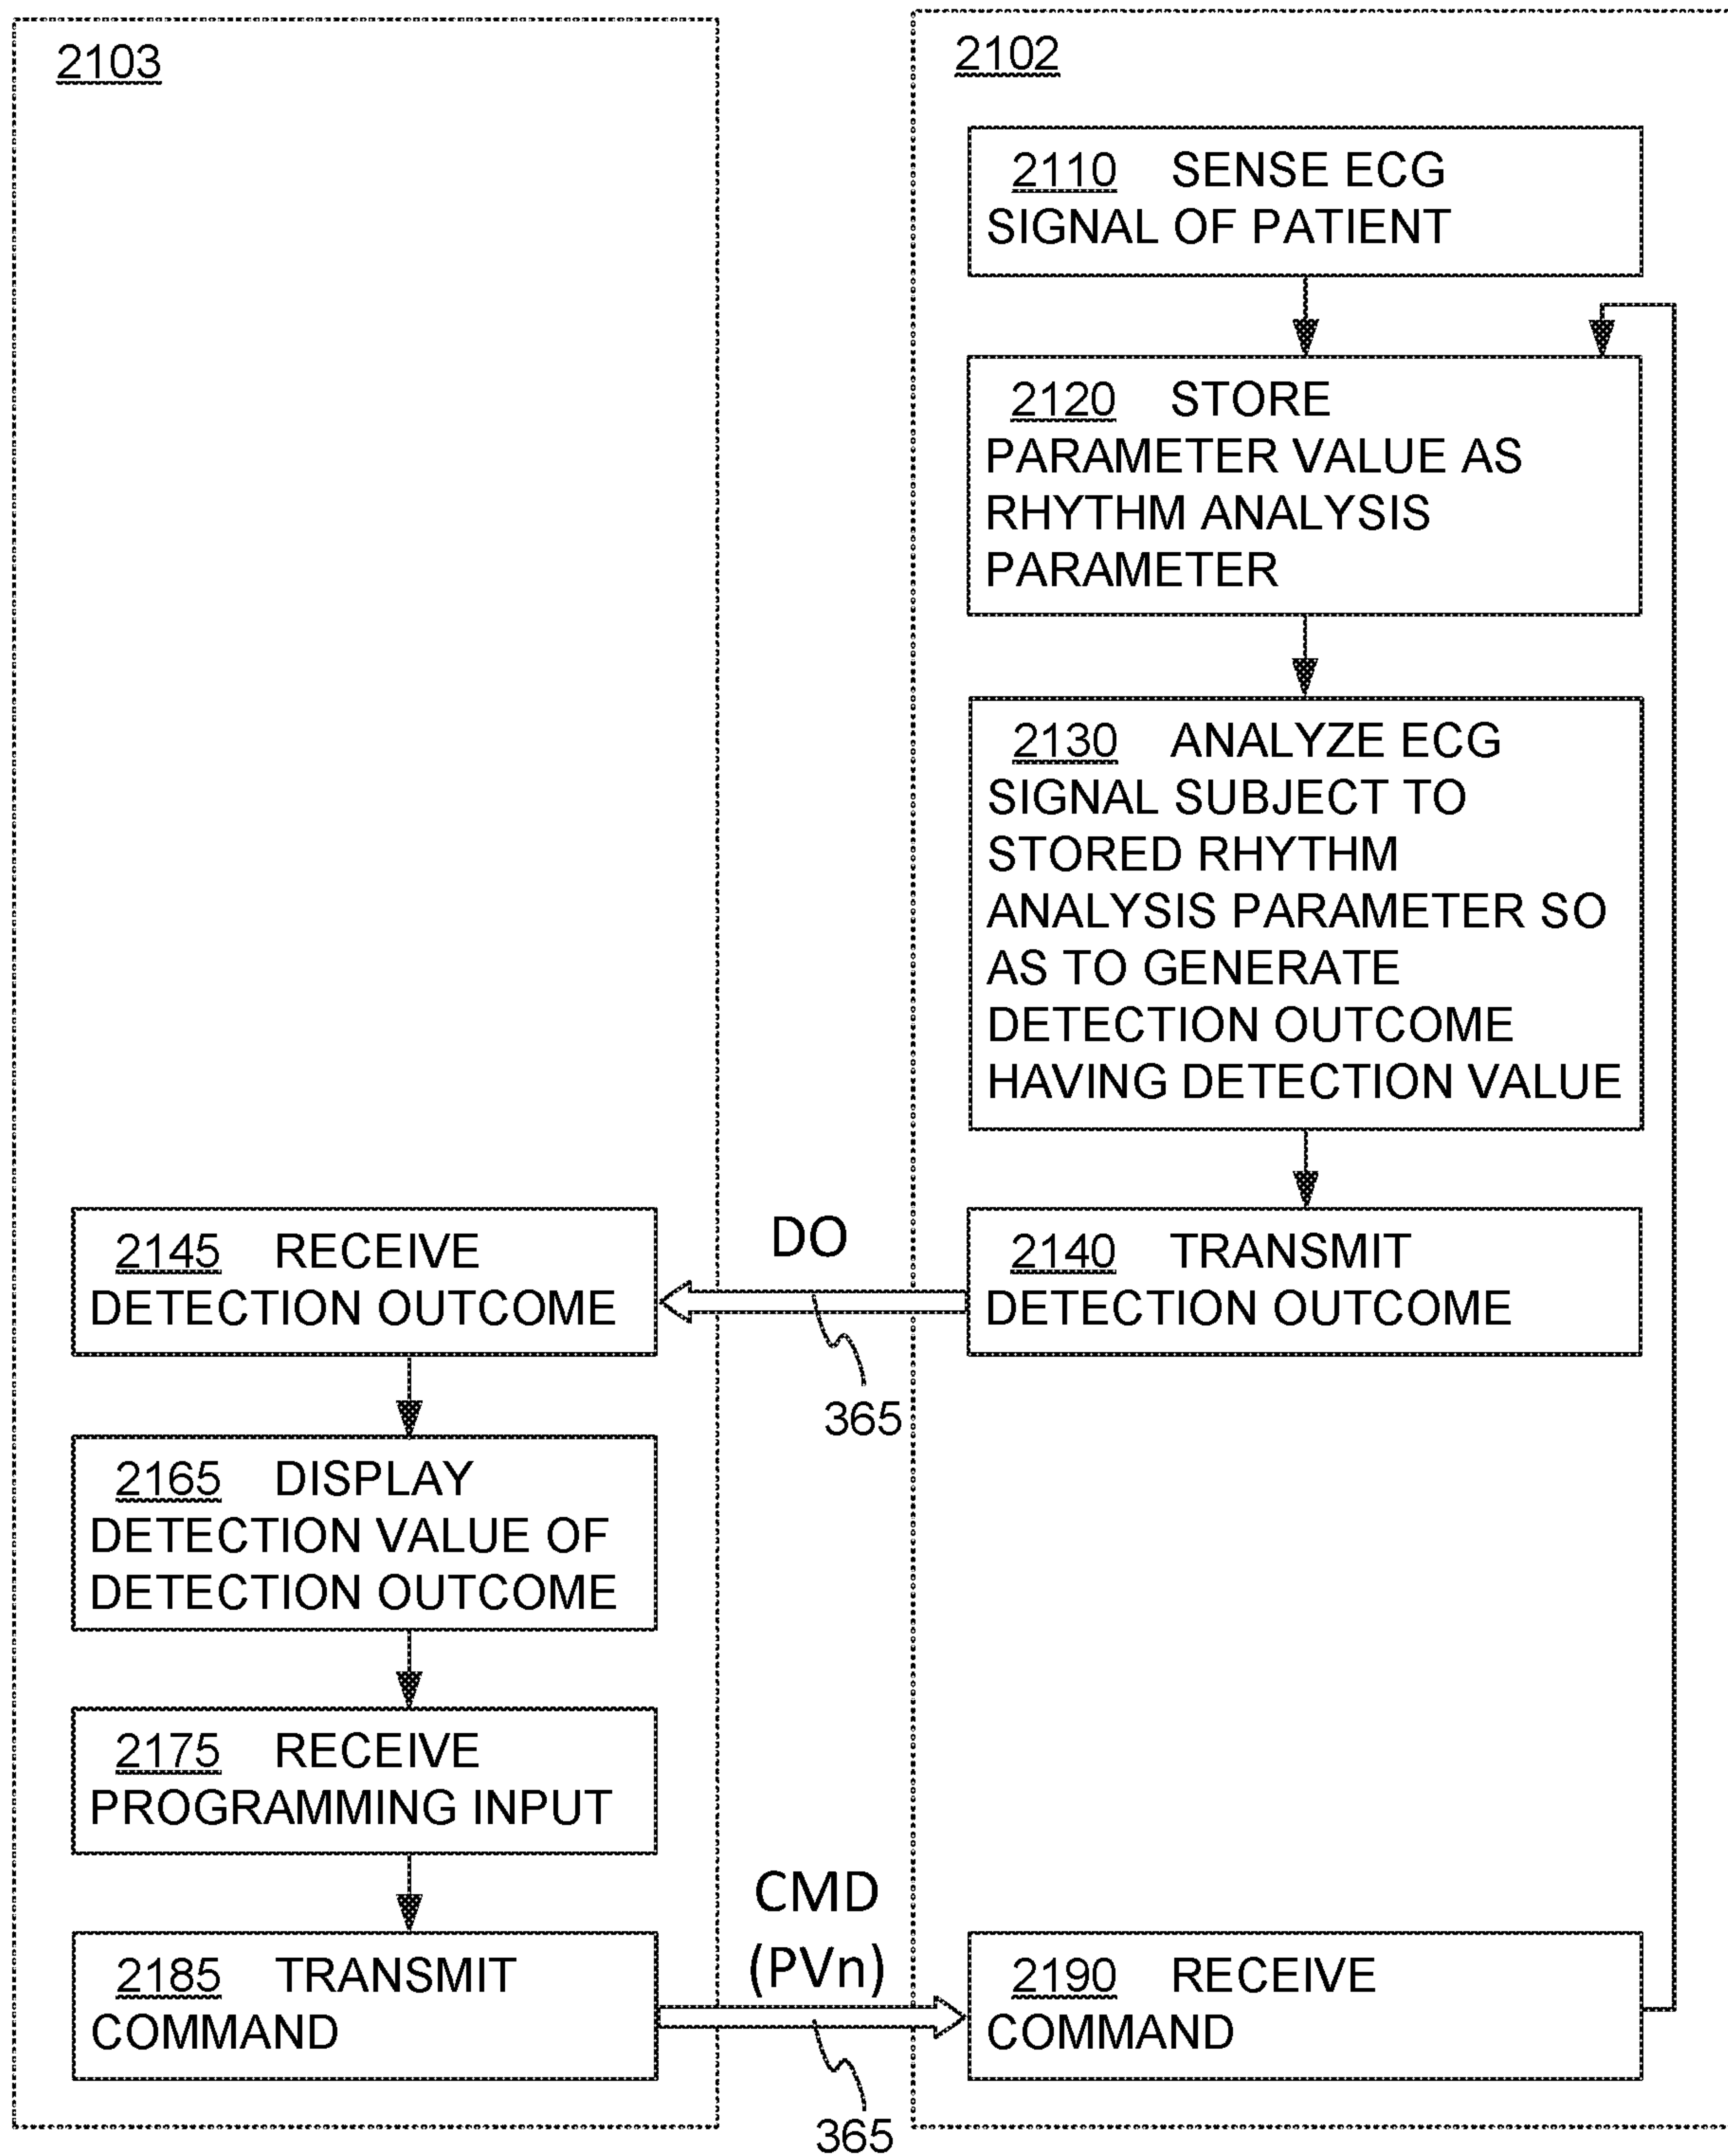 2103
2102
2110 SENSE ECG
SIGNAL OF PATIENT
2120 STORE
PARAMETER VALUE AS
RHYTHM ANALYSIS
PARAMETER
2130 ANALYZE ECG
SIGNAL SUBJECT TO
STORED RHYTHM
ANALYSIS PARAMETER SO
AS TO GENERATE
DETECTION OUTCOME
HAVING DETECTION VALUE
2140 TRANSMIT
DETECTION OUTCOME
DO
365
2145 RECEIVE
DETECTION OUTCOME
2165 DISPLAY
DETECTION VALUE OF
DETECTION OUTCOME
2175 RECEIVE
PROGRAMMING INPUT
2185 TRANSMIT
COMMAND
CMD
(PVn)
365
2190 RECEIVE
COMMAND